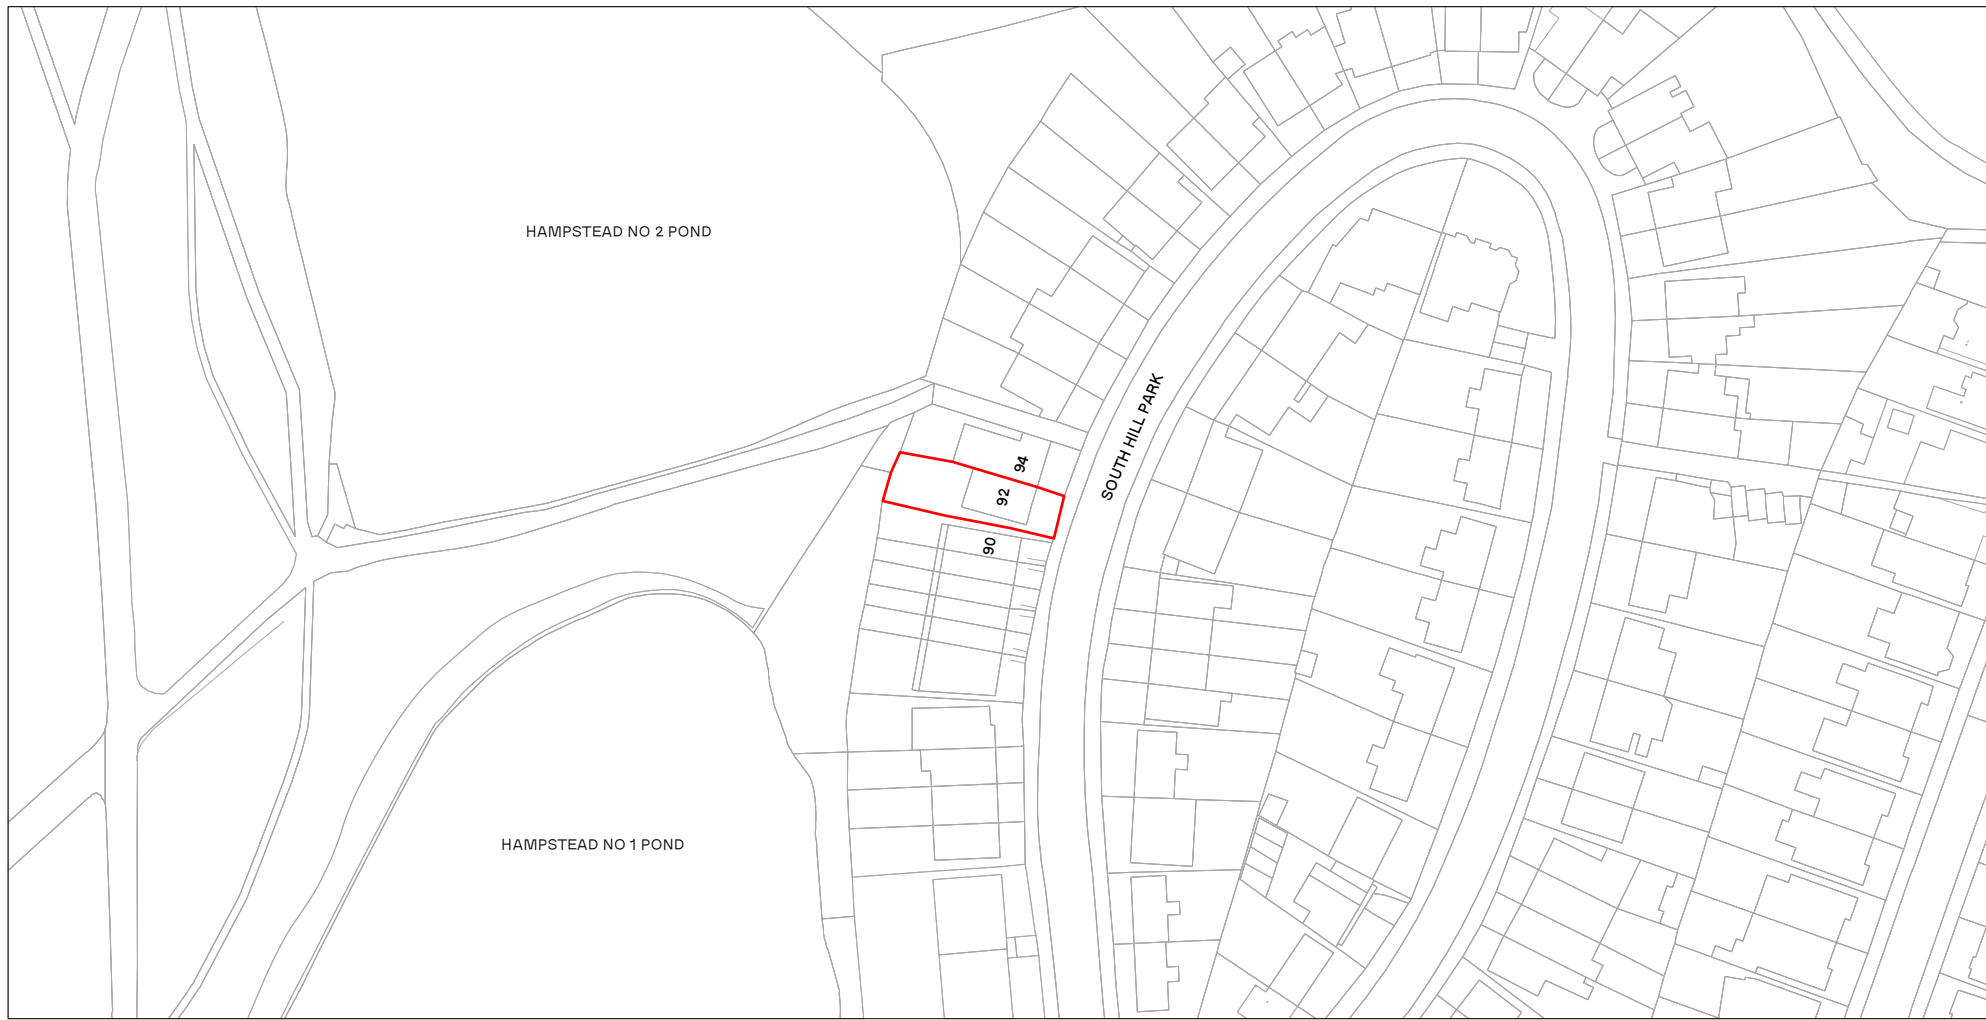 HAMPSTEAD NO 2 POND
SOUTH HILL PARK
94
92
90
HAMPSTEAD NO 1 POND